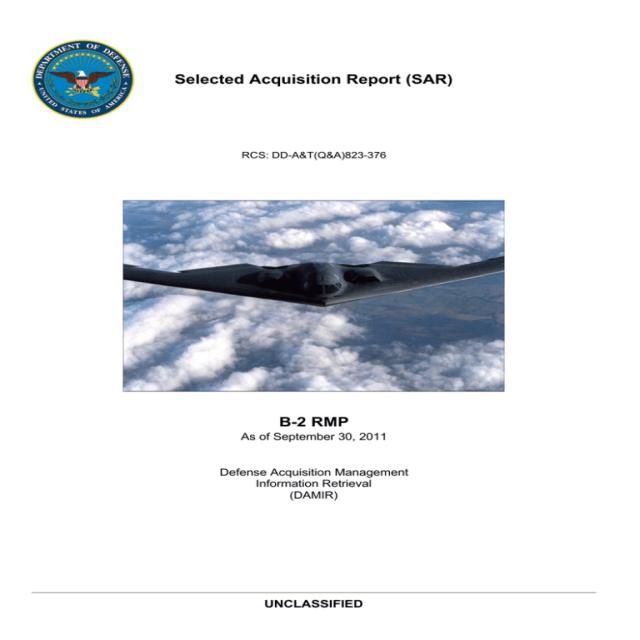 DEPARTMENT OF DEFENSE
UNITED STATES OF AMERICA
Selected Acquisition Report (SAR)
RCS: DD-A&T(Q&A)823-376
B-2 RMP
As of September 30, 2011
Defense Acquisition Management
Information Retrieval
(DAMIR)
UNCLASSIFIED